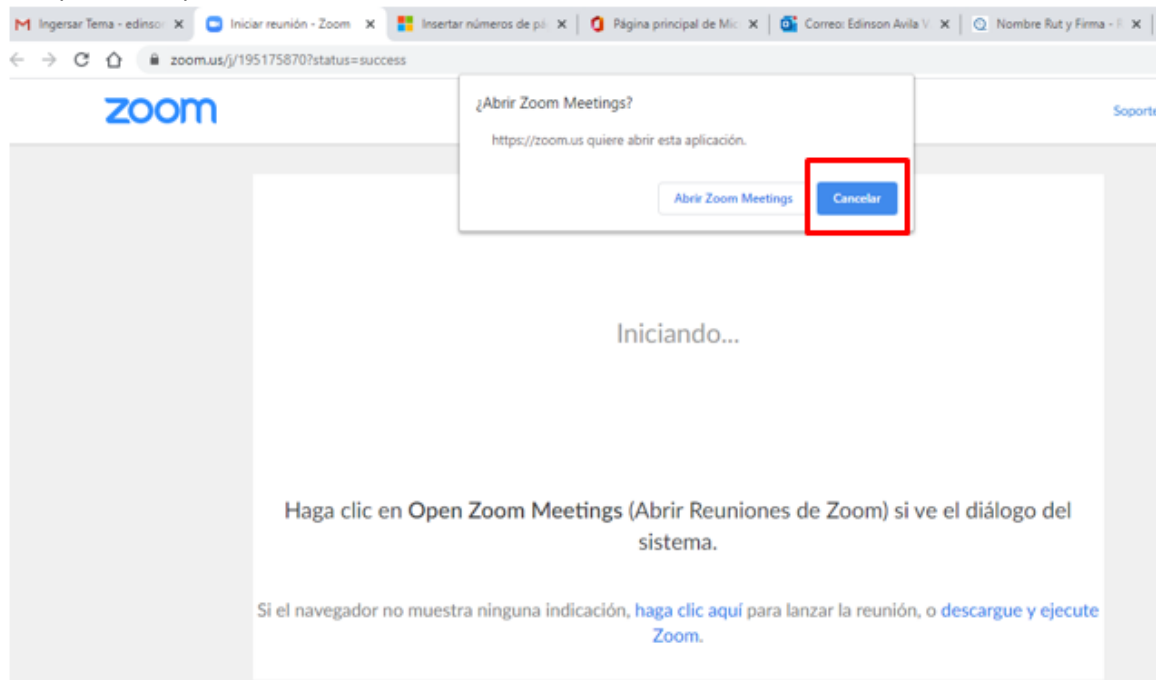 Ingersar Tema - edinso
Iniciar reunión - Zoom
Insertar números de pá
Página principal de Mic
Correo: Edinson Avila V
Nombre Rut y Firma -
zoom.us/j/195175870?status=success
zoom
Soporte
¿Abrir Zoom Meetings?
https://zoom.us quiere abrir esta aplicación.
Abrir Zoom Meetings
Cancelar
Iniciando...
Haga clic en Open Zoom Meetings (Abrir Reuniones de Zoom) si ve el diálogo del
sistema.
Si el navegador no muestra ninguna indicación, haga clic aquí para lanzar la reunión, o descargue y ejecute
Zoom.